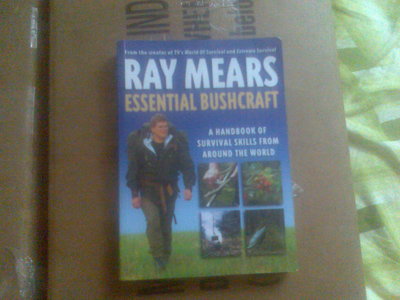 From the creator of TV's World Of Survival and Extreme Survival
RAY MEARS
ESSENTIAL BUSHCRAFT
A HANDBOOK OF
SURVIVAL SKILLS FROM
AROUND THE WORLD